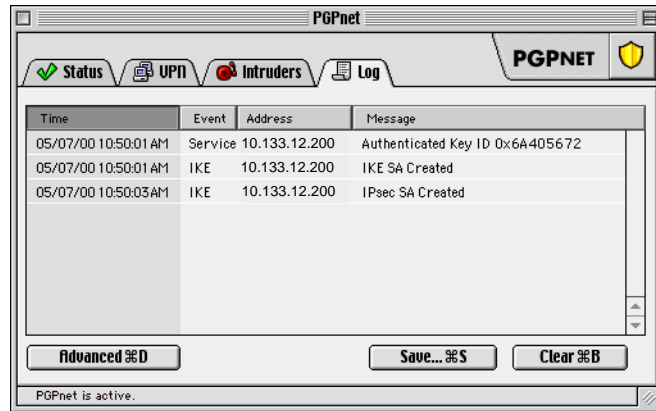 PGPnet
Status VPN Intruders Log PGPNET
Time Event Address Message
05/07/00 10:50:01 AM Service 10.133.12.200 Authenticated Key ID 0x6A405672
05/07/00 10:50:01 AM IKE 10.133.12.200 IKE SA Created
05/07/00 10:50:03 AM IKE 10.133.12.200 IPsec SA Created
Advanced ⌘D Save... ⌘S Clear ⌘B
PGPnet is active.